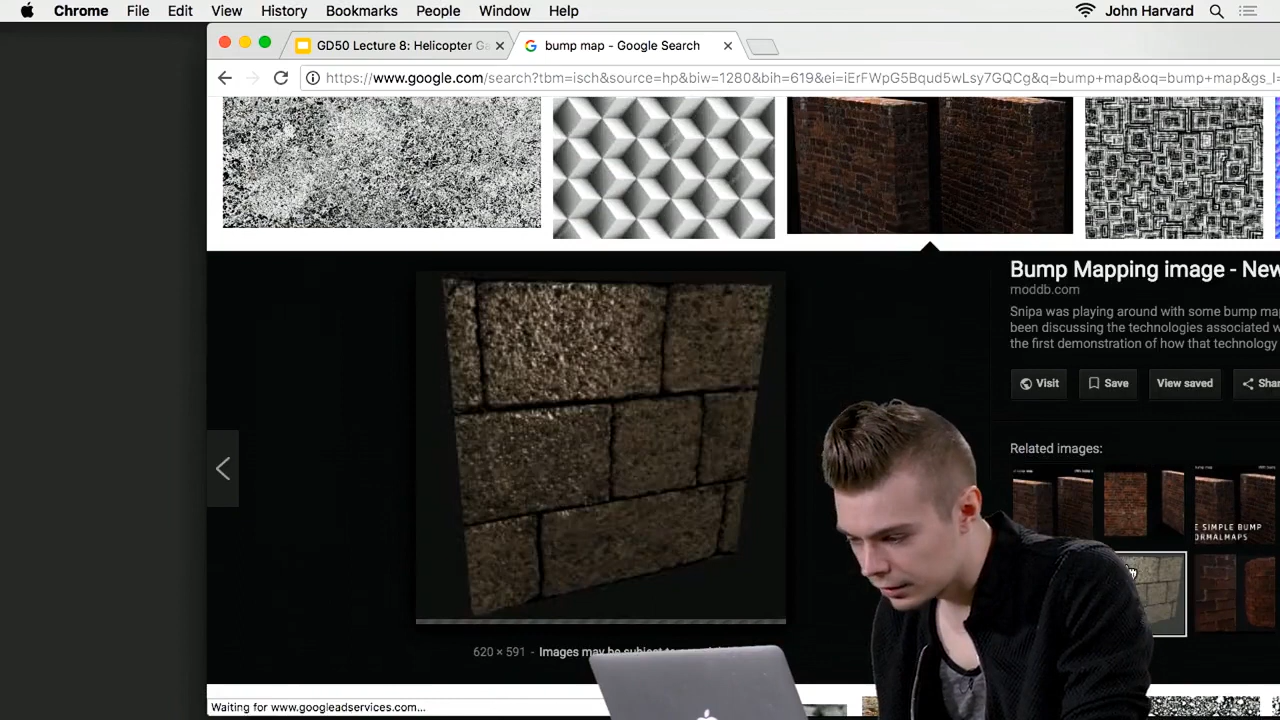 Chrome File Edit View History Bookmarks People Window Help John Harvard
GD50 Lecture 8: Helicopter Ga
bump map - Google Search
https://www.google.com/search?tbm=isch&source=hp&biw=1280&bih=619&ei=iErFWpG5Bqud5wLsy7GQCg&q=bump+map&oq=bump+map&gs_l=
Bump Mapping image - New
moddb.com
Snipa was playing around with some bump ma
been discussing the technologies associated w
the first demonstration of how that technology
Visit Save View saved Shar
Related images:
E SIMPLE BUMP
ORMALMAPS
620 × 591 - Images may be subject to
Waiting for www.googleadservices.com...